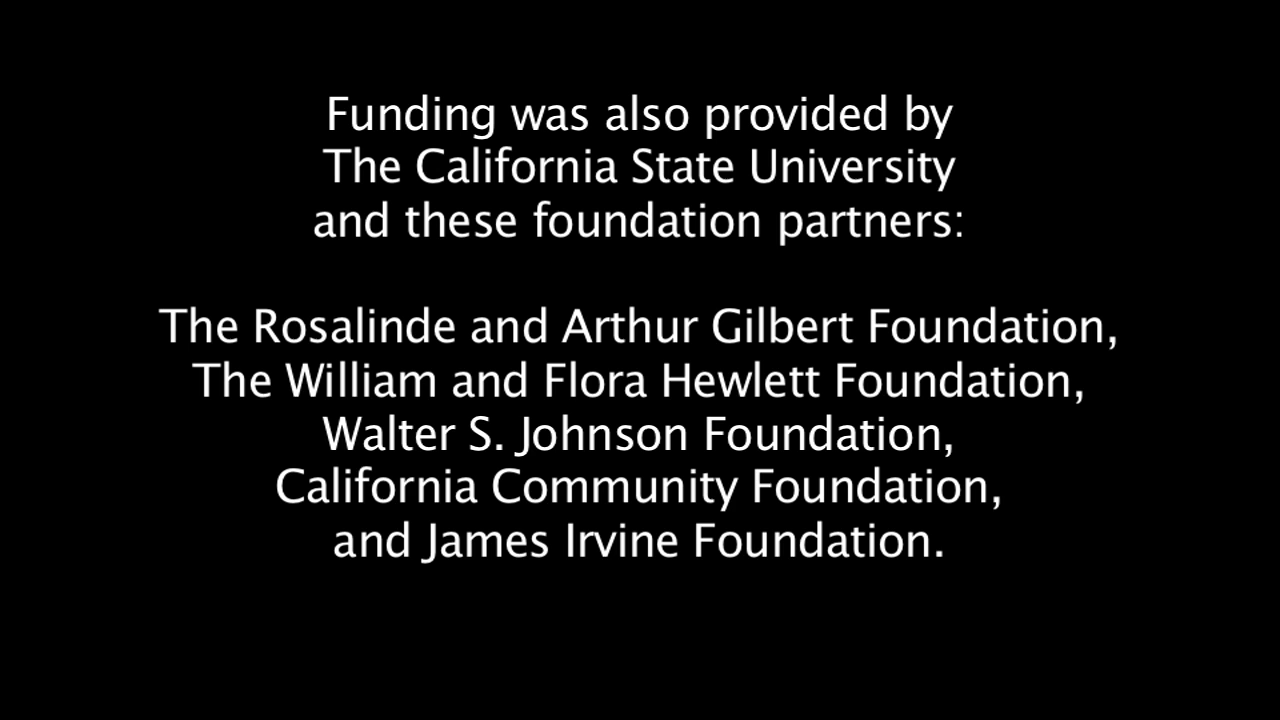 Funding was also provided by
The California State University
and these foundation partners:
The Rosalinde and Arthur Gilbert Foundation,
The William and Flora Hewlett Foundation,
Walter S. Johnson Foundation,
California Community Foundation,
and James Irvine Foundation.